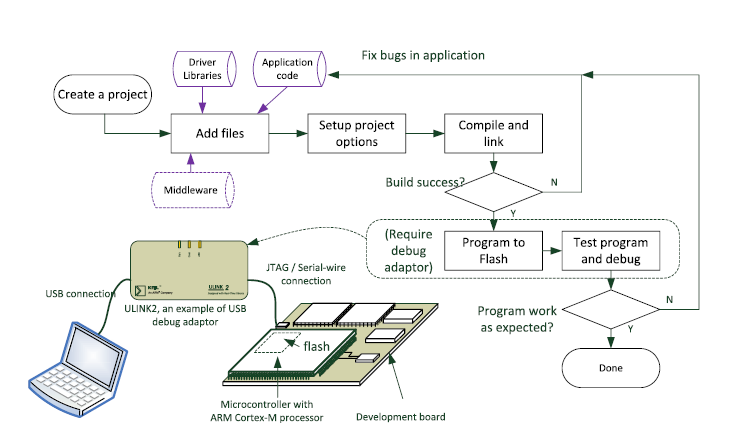 Fix bugs in application
Driver
Libraries
Application
code
Create a project
Add files
Setup project
options
Compile and
link
Middleware
Build success?
N
Y
(Require
debug
adaptor)
Program to
Flash
Test program
and debug
JTAG / Serial-wire
connection
KEIL
ULINK 2
USB connection
ULINK2, an example of USB
debug adaptor
Program work
as expected?
N
Y
Done
flash
Microcontroller with
ARM Cortex-M processor
Development board